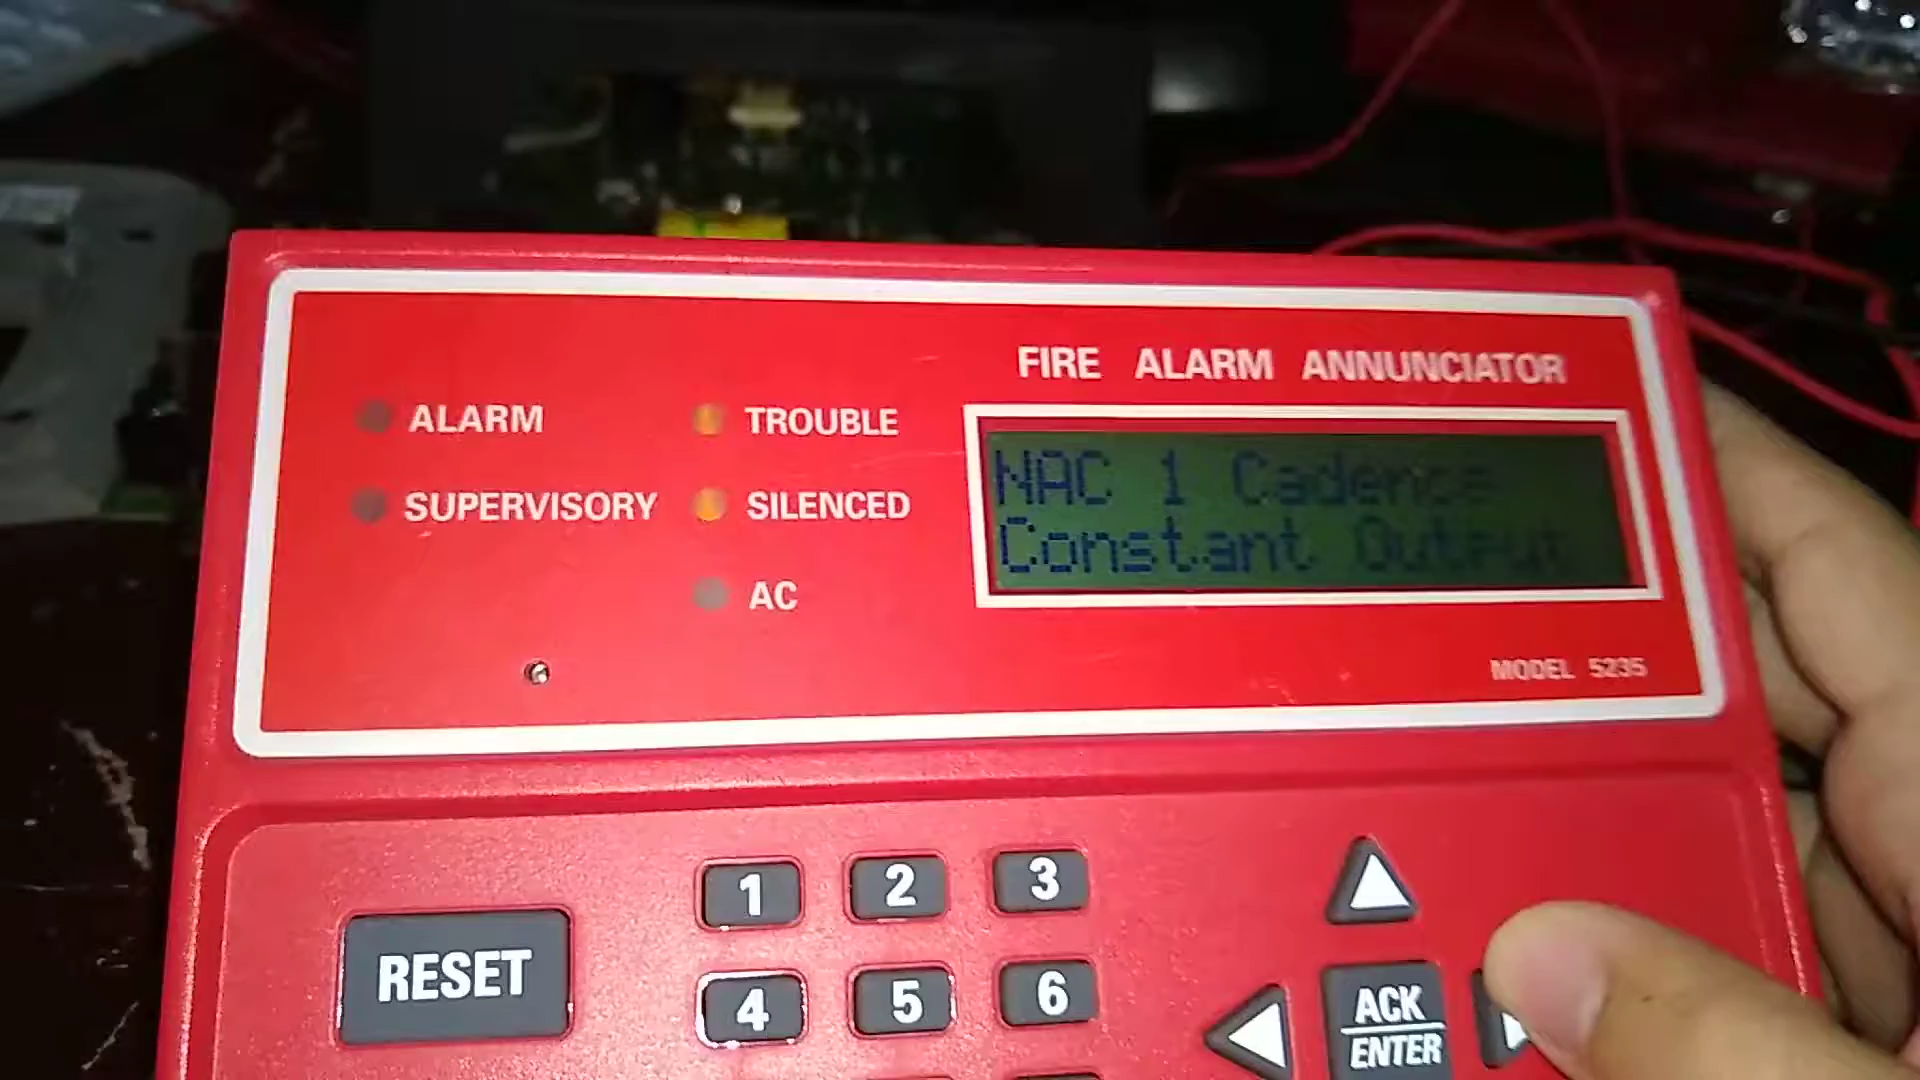 FIRE ALARM ANNUNCIATOR
ALARM
TROUBLE
SUPERVISORY
SILENCED
AC
NAC 1 Cadence
Constant Output
MODEL 5235
RESET
1
2
3
4
5
6
ACK
ENTER